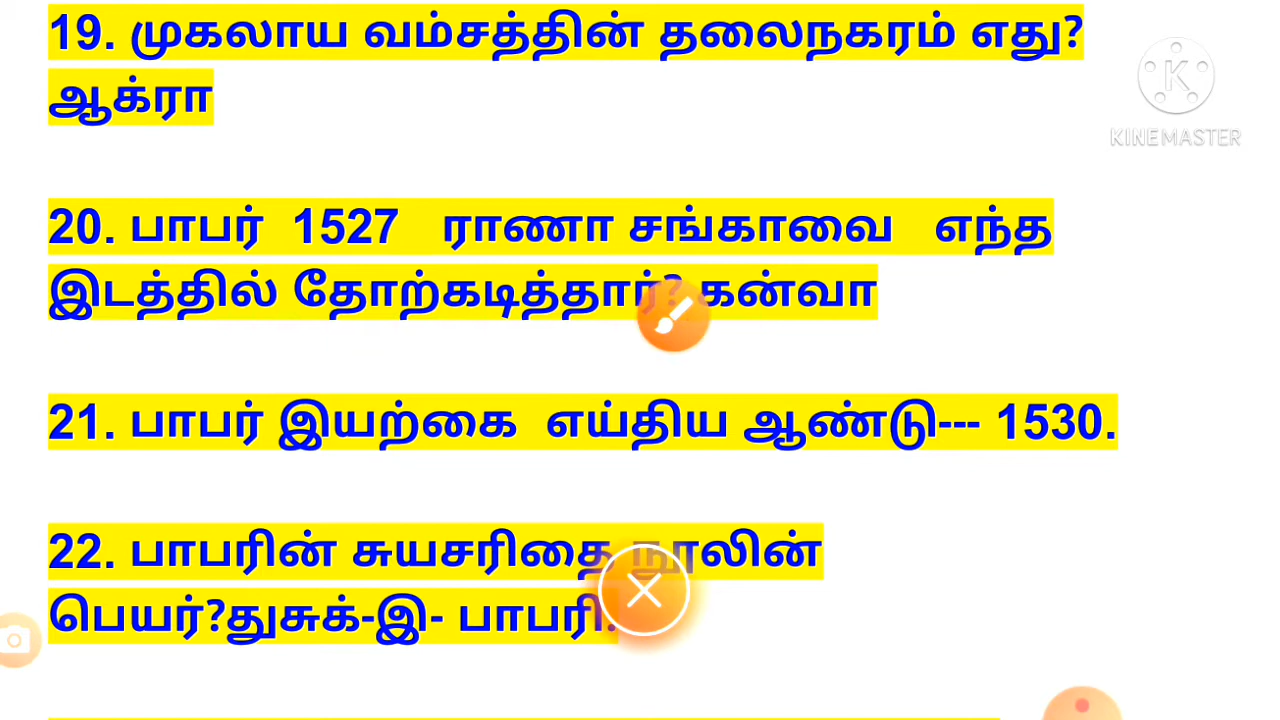 19. முகலாய வம்சத்தின் தலைநகரம் எது?
ஆக்ரா
KINEMASTER
20. பாபர் 1527 ராணா சங்காவை எந்த
இடத்தில் தோற்கடித்தார்? கன்வா
21. பாபர் இயற்கை எய்திய ஆண்டு--- 1530.
22. பாபரின் சுயசரிதை நூலின்
பெயர்?துசுக்-இ- பாபரி.